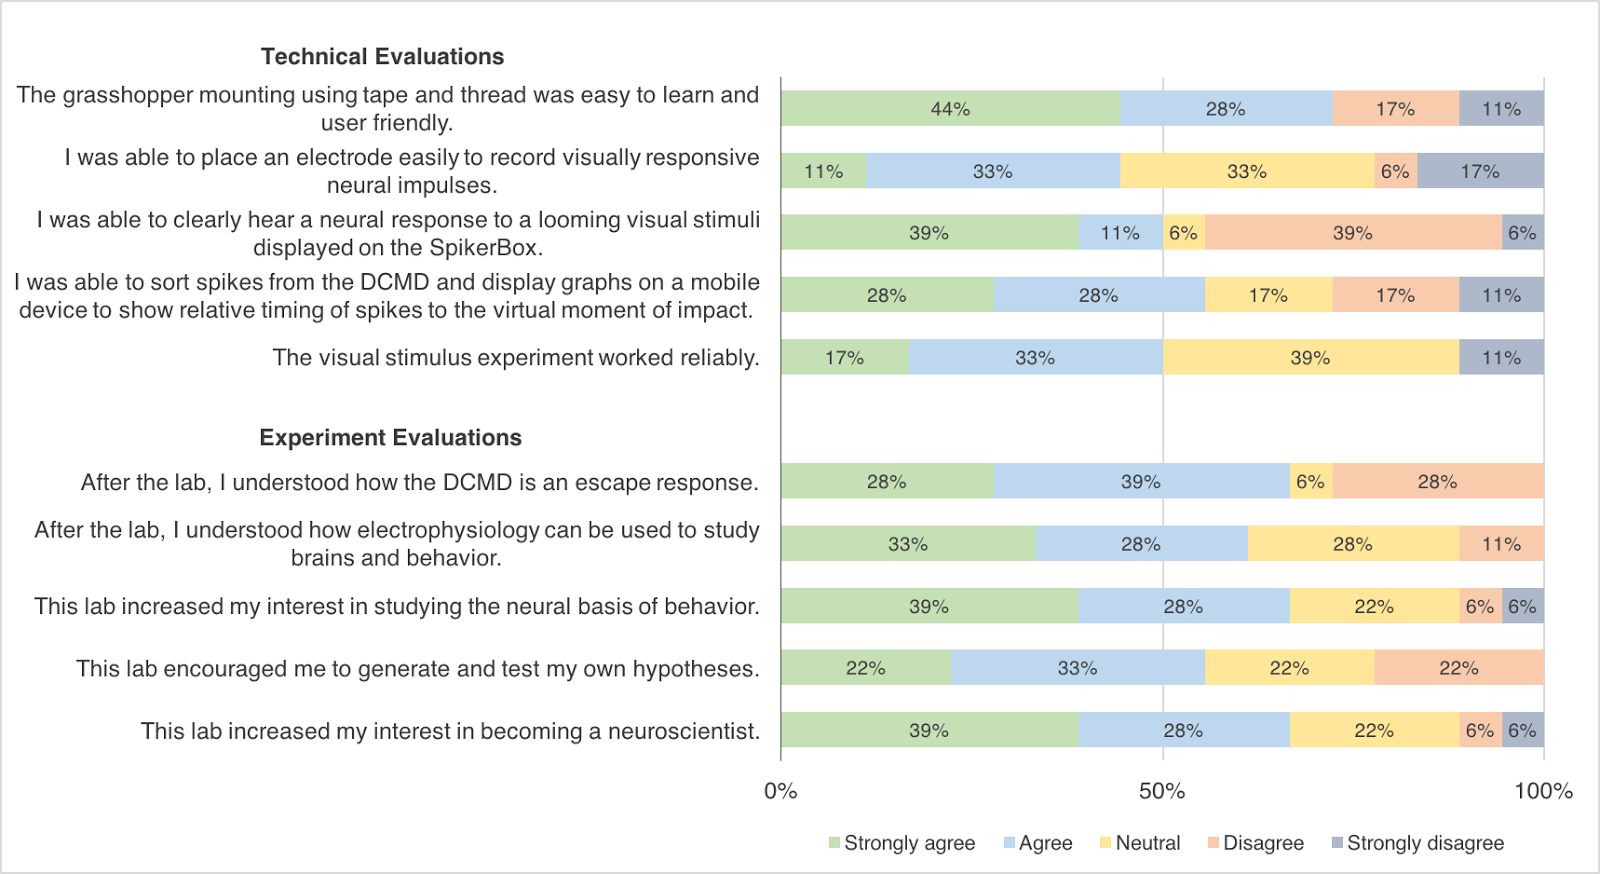 Technical Evaluations
The grasshopper mounting using tape and thread was easy to learn and
user friendly.
44% 28% 17% 11%
I was able to place an electrode easily to record visually responsive
neural impulses.
11% 33% 33% 6% 17%
I was able to clearly hear a neural response to a looming visual stimuli
displayed on the SpikerBox.
39% 11% 6% 39% 6%
I was able to sort spikes from the DCMD and display graphs on a mobile
device to show relative timing of spikes to the virtual moment of impact.
28% 28% 17% 17% 11%
The visual stimulus experiment worked reliably.
17% 33% 39% 11%
Experiment Evaluations
After the lab, I understood how the DCMD is an escape response.
28% 39% 6% 28%
After the lab, I understood how electrophysiology can be used to study
brains and behavior.
33% 28% 28% 11%
This lab increased my interest in studying the neural basis of behavior.
39% 28% 22% 6% 6%
This lab encouraged me to generate and test my own hypotheses.
22% 33% 22% 22%
This lab increased my interest in becoming a neuroscientist.
39% 28% 22% 6% 6%
0% 50% 100%
Strongly agree Agree Neutral Disagree Strongly disagree